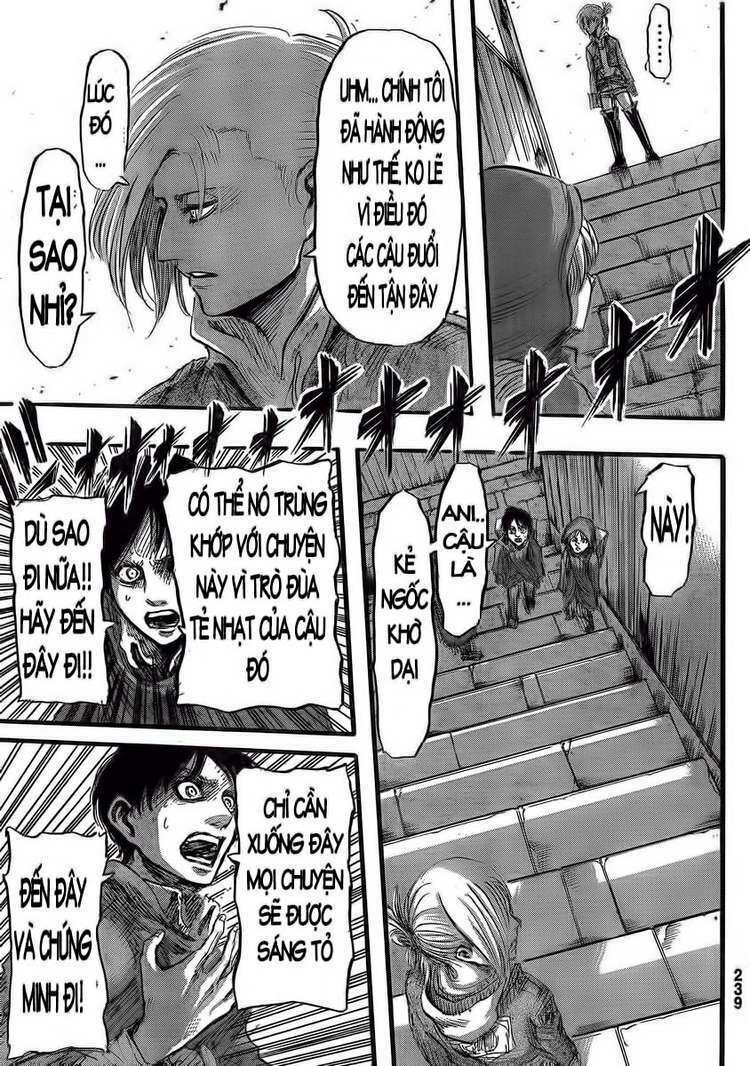 ......
UHM... CHÍNH TÔI
ĐÃ HÀNH ĐỘNG
NHƯ THẾ, KO LẼ
VÌ ĐIỀU ĐÓ
CÁC CẬU ĐUỔI
ĐẾN TẬN ĐÂY
LÚC
ĐÓ
...
TẠI
SAO
NHỈ?
NÀY!
ANI..
CẬU
LÀ
...
KẺ
NGỐC
KHỜ
DẠI
CÓ THỂ NÓ TRÙNG
KHỚP VỚI CHUYỆN
NÀY VÌ TRÒ ĐÙA
TẺ NHẠT CỦA CẬU
ĐÓ
DÙ SAO
ĐI NỮA!!
HÃY ĐẾN
ĐÂY ĐI!!
CHỈ CẦN
XUỐNG ĐÂY
MỌI CHUYỆN
SẼ ĐƯỢC
SÁNG TỎ
ĐẾN ĐÂY
VÀ CHỨNG
MINH ĐI!
239